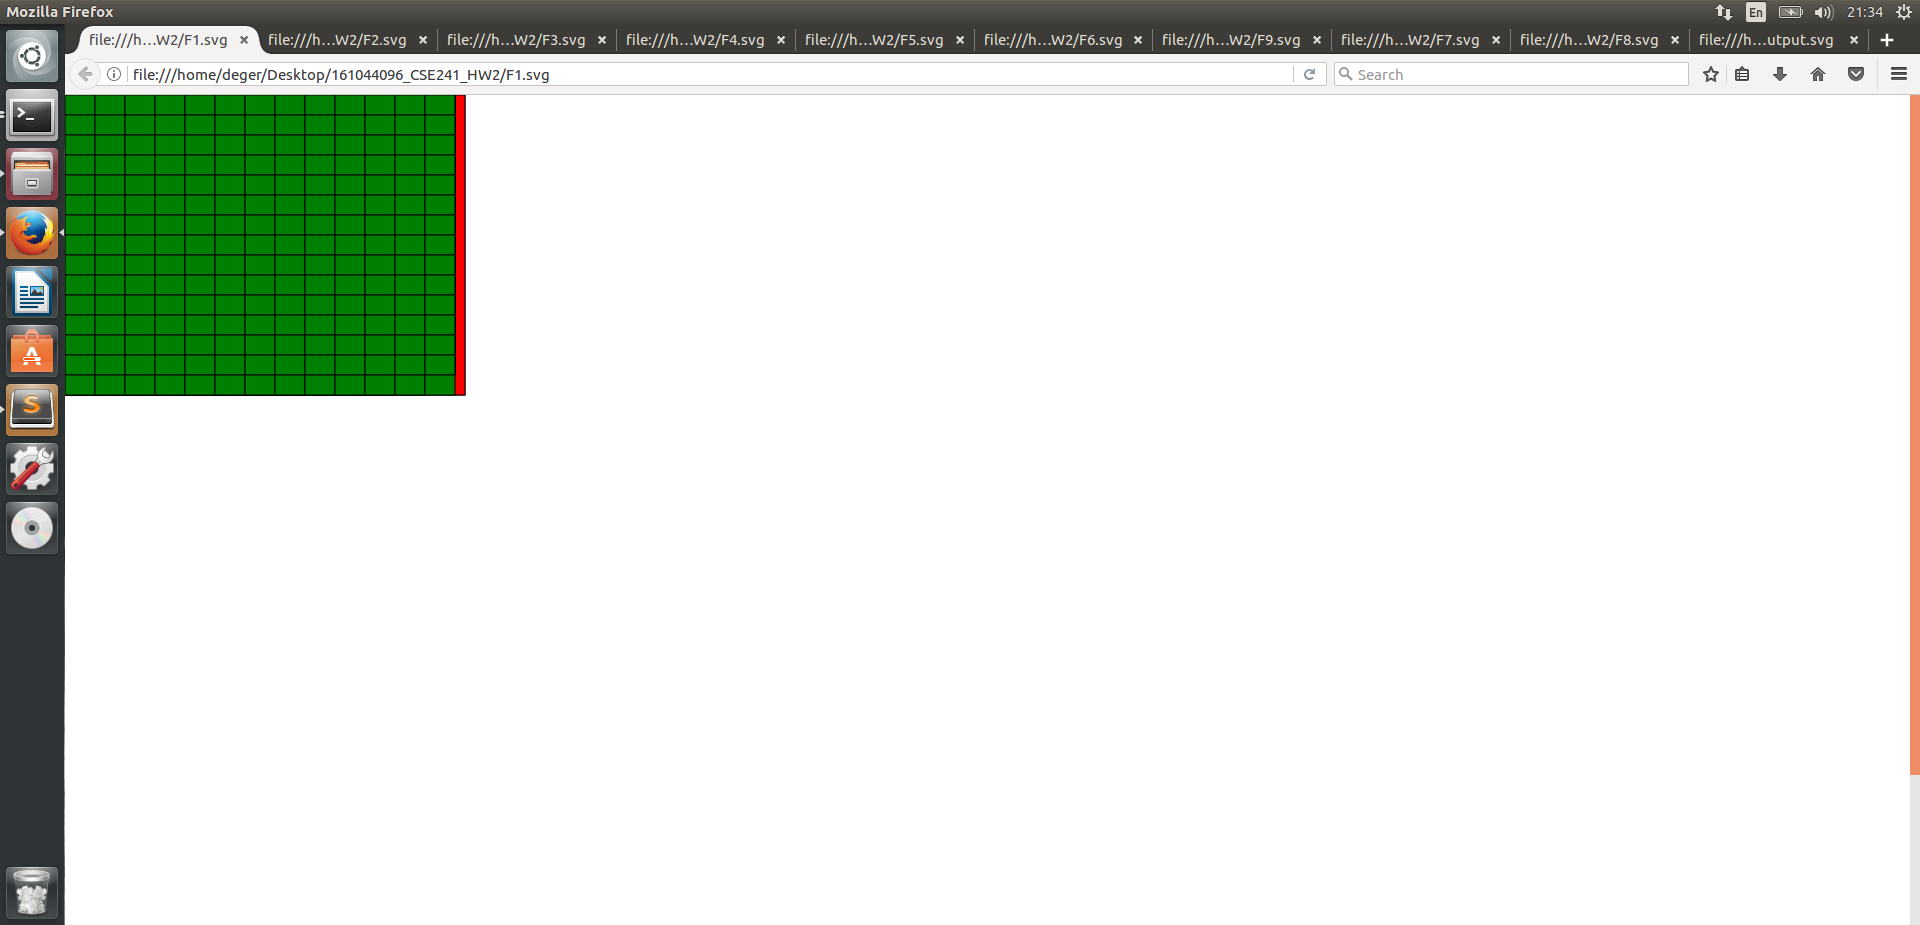 Mozilla Firefox
En
21:34
file:///h...W2/F1.svg
file:///h...W2/F2.svg
file:///h...W2/F3.svg
file:///h...W2/F4.svg
file:///h...W2/F5.svg
file:///h...W2/F6.svg
file:///h...W2/F9.svg
file:///h...W2/F7.svg
file:///h...W2/F8.svg
file:///h...utput.svg
file:///home/deger/Desktop/161044096_CSE241_HW2/F1.svg
Search